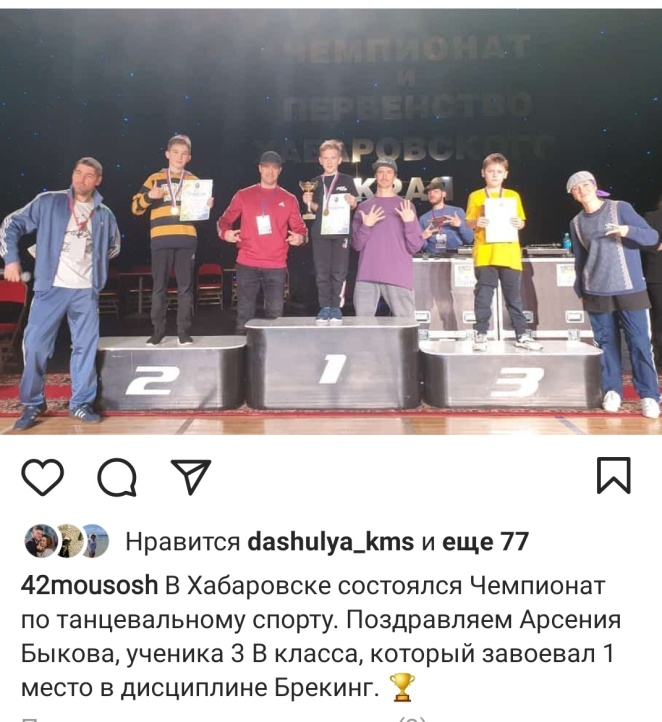 ЧЕМПИОНАТ
И
ПЕРВЕНСТВО
ХАБАРОВСКОГО
КРАЯ
2
1
3
Нравится dashulya_kms и еще 77
42mousosh В Хабаровске состоялся Чемпионат
по танцевальному спорту. Поздравляем Арсения
Быкова, ученика 3 В класса, который завоевал 1
место в дисциплине Брекинг. 🏆